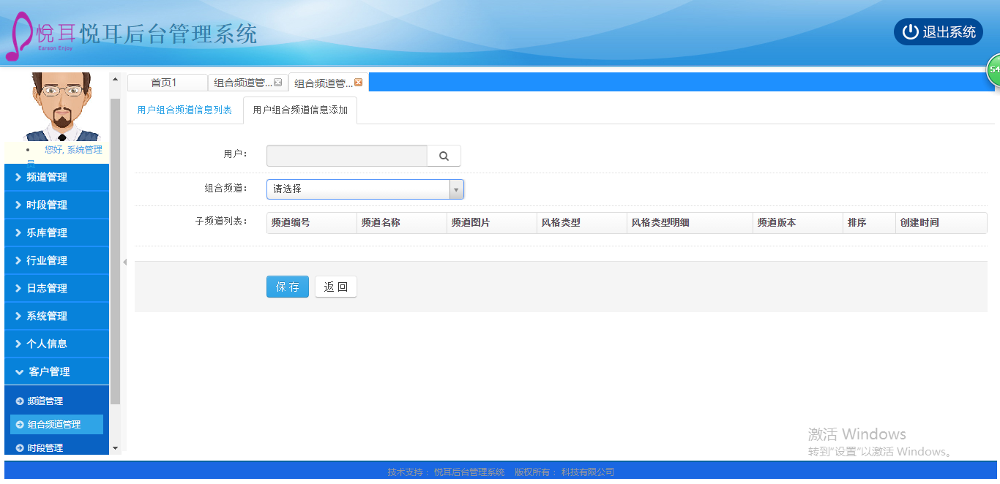 悦耳 悦耳后台管理系统
Eareon Enjoy
退出系统
54
首页1 组合频道管... 组合频道管...
用户组合频道信息列表 用户组合频道信息添加
您好, 系统管理
员
频道管理
时段管理
乐库管理
行业管理
日志管理
系统管理
个人信息
客户管理
频道管理
组合频道管理
时段管理
用户：
组合频道： 请选择
子频道列表： 频道编号 频道名称 频道图片 风格类型 风格类型明细 频道版本 排序 创建时间
保 存 返 回
激活 Windows
转到"设置"以激活 Windows。
技术支持： 悦耳后台管理系统 版权所有： 科技有限公司